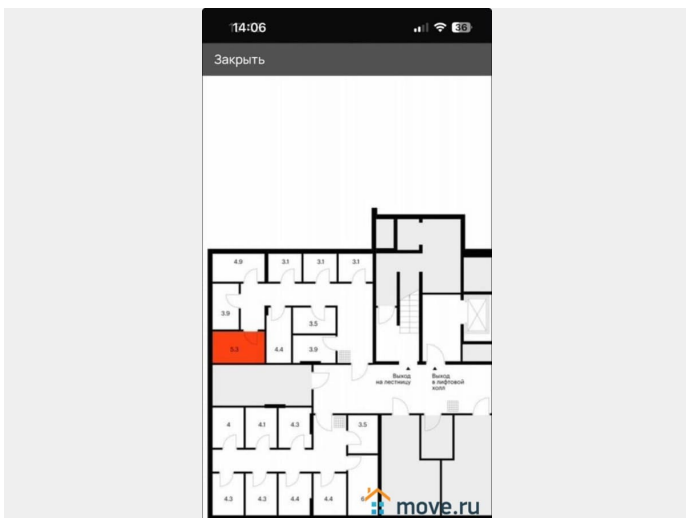 14:06
36
Закрыть
4.9 3.1 3.1 3.1
3.9
3.5
5.3 4.4 3.9
Выход на лестницу
Выход в лифтовой холл
4 4.1 4.3 3.5
4.3 4.3 4.4 4.4
move.ru